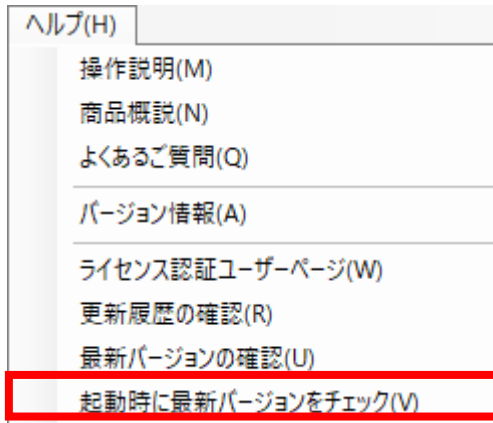 ヘルプ(H)
操作説明(M)
商品概説(N)
よくあるご質問(Q)
バージョン情報(A)
ライセンス認証ユーザーページ(W)
更新履歴の確認(R)
最新バージョンの確認(U)
起動時に最新バージョンをチェック(V)